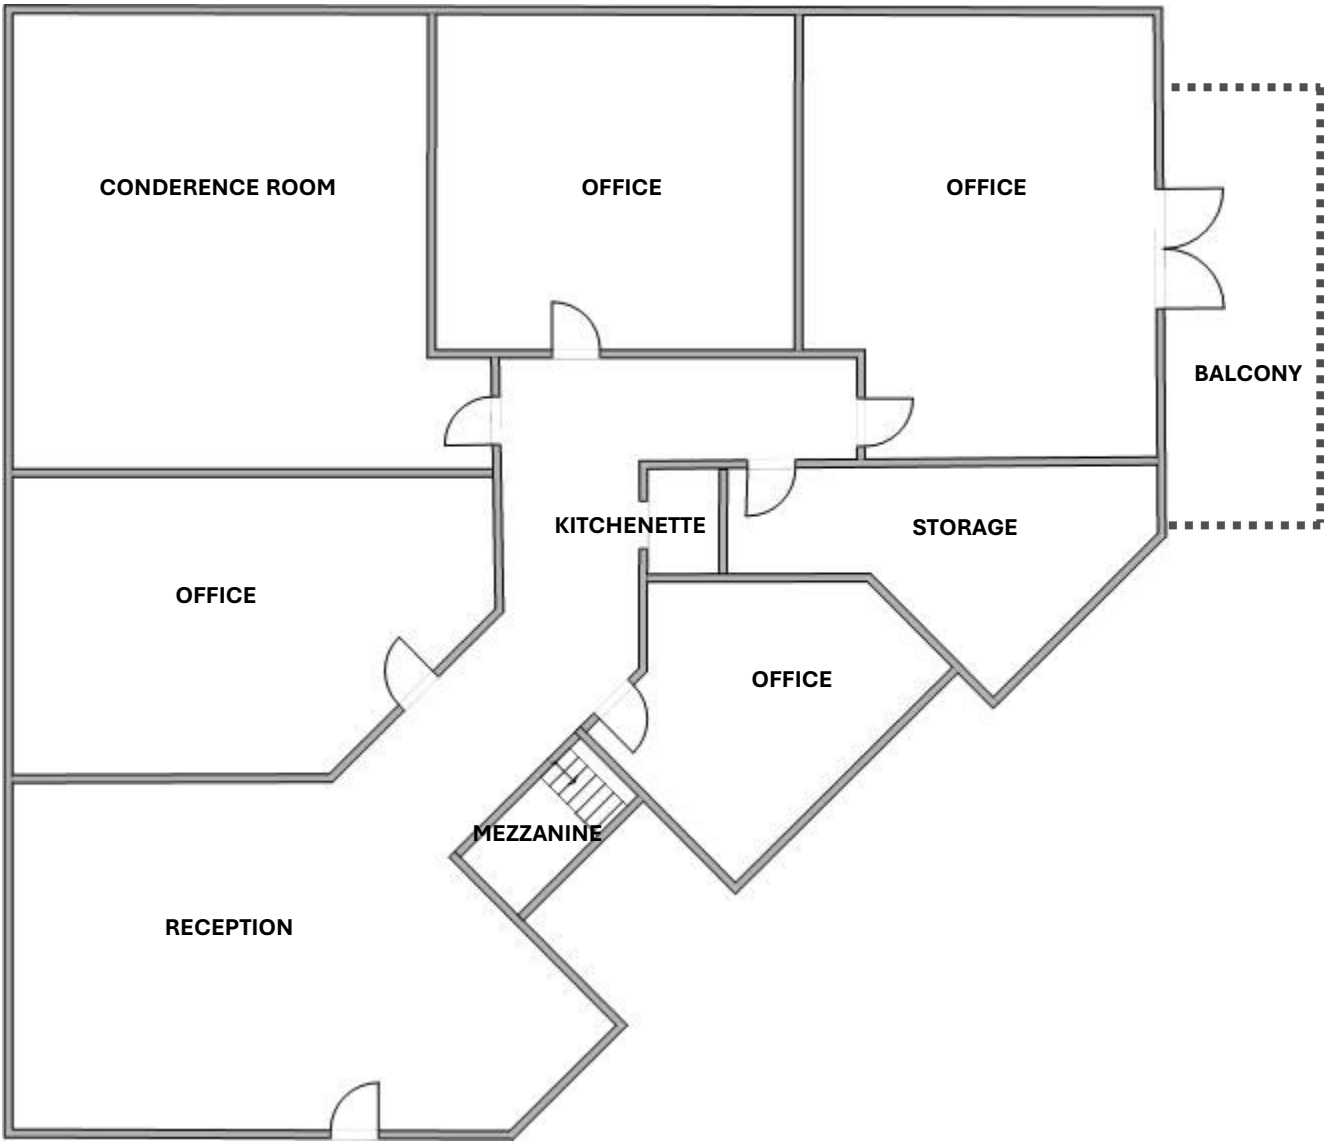 CONDERENCE ROOM
OFFICE
OFFICE
BALCONY
KITCHENETTE
STORAGE
OFFICE
OFFICE
MEZZANINE
RECEPTION